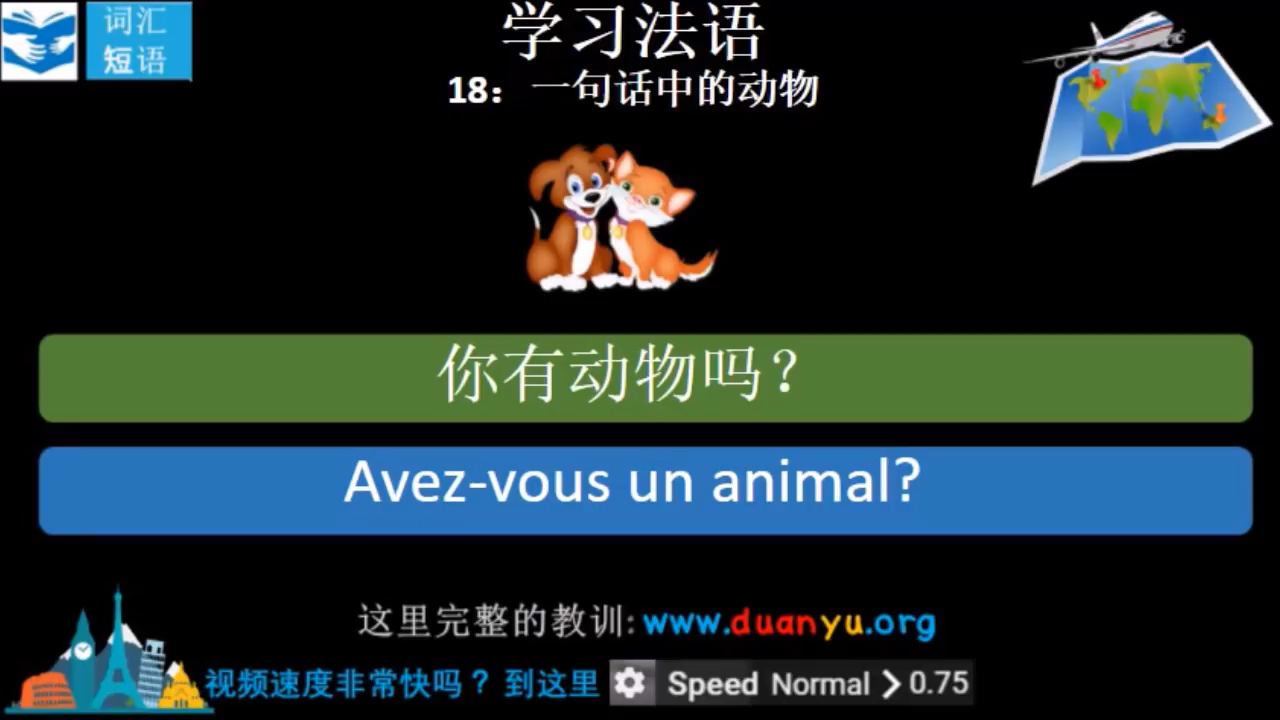 词汇
短语
学习法语
18： 一句话中的动物
你有动物吗？
Avez-vous un animal?
这里完整的教训: www.duanyu.org
视频速度非常快吗？ 到这里 Speed Normal > 0.75